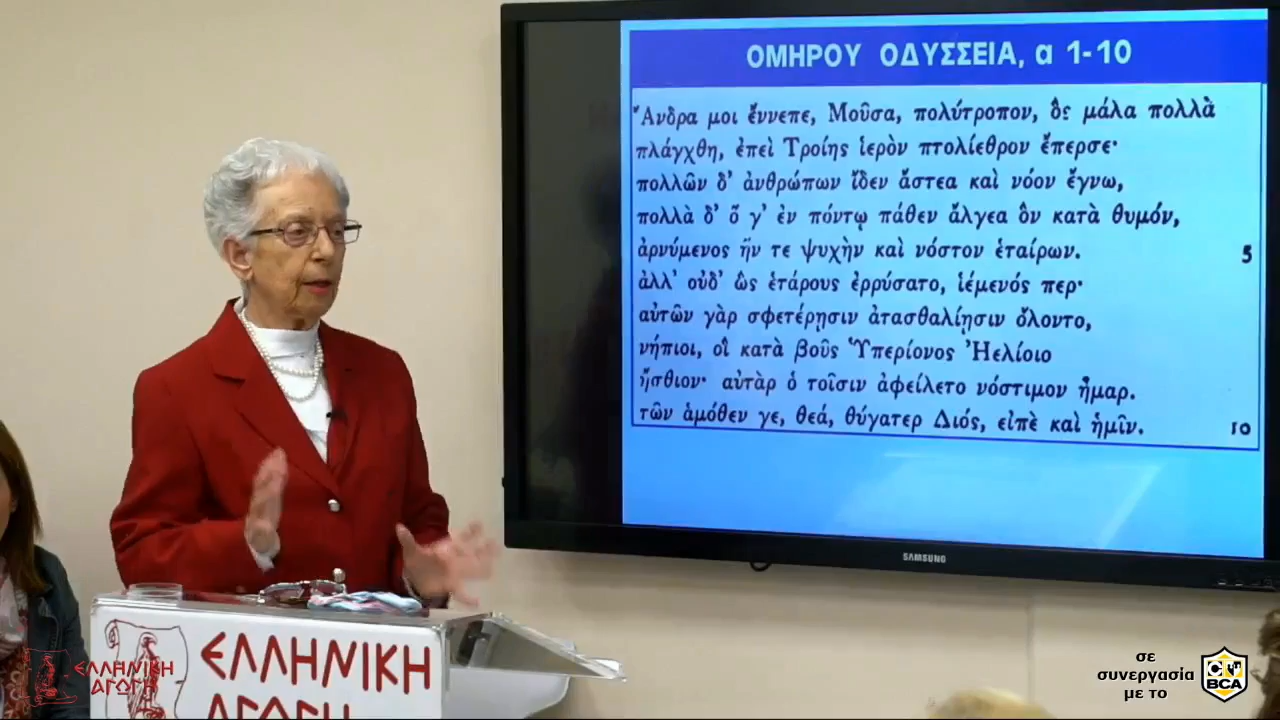 ΟΜΗΡΟΥ ΟΔΥΣΣΕΙΑ, α 1-10
Ἄνδρα μοι ἔννεπε, Μοῦσα, πολύτροπον, ὃς μάλα πολλὰ
πλάγχθη, ἐπεὶ Τροίης ἱερὸν πτολίεθρον ἔπερσε·
πολλῶν δ' ἀνθρώπων ἴδεν ἄστεα καὶ νόον ἔγνω,
πολλὰ δ' ὅ γ' ἐν πόντῳ πάθεν ἄλγεα ὃν κατὰ θυμόν,
ἀρνύμενος ἥν τε ψυχὴν καὶ νόστον ἑταίρων. 5
ἀλλ' οὐδ' ὣς ἑτάρους ἐρρύσατο, ἱέμενός περ·
αὐτῶν γὰρ σφετέρῃσιν ἀτασθαλίῃσιν ὄλοντο,
νήπιοι, οἳ κατὰ βοῦς Ὑπερίονος Ἠελίοιο
ἤσθιον· αὐτὰρ ὁ τοῖσιν ἀφείλετο νόστιμον ἦμαρ.
τῶν ἁμόθεν γε, θεά, θύγατερ Διός, εἰπὲ καὶ ἡμῖν. 10
SAMSUNG
ΕΛΛΗΝΙΚΗ
ΑΓΩΓΗ
ΕΛΛΗΝΙΚΗ
ΑΓΩΓΗ
σε
συνεργασία
με το
BCA